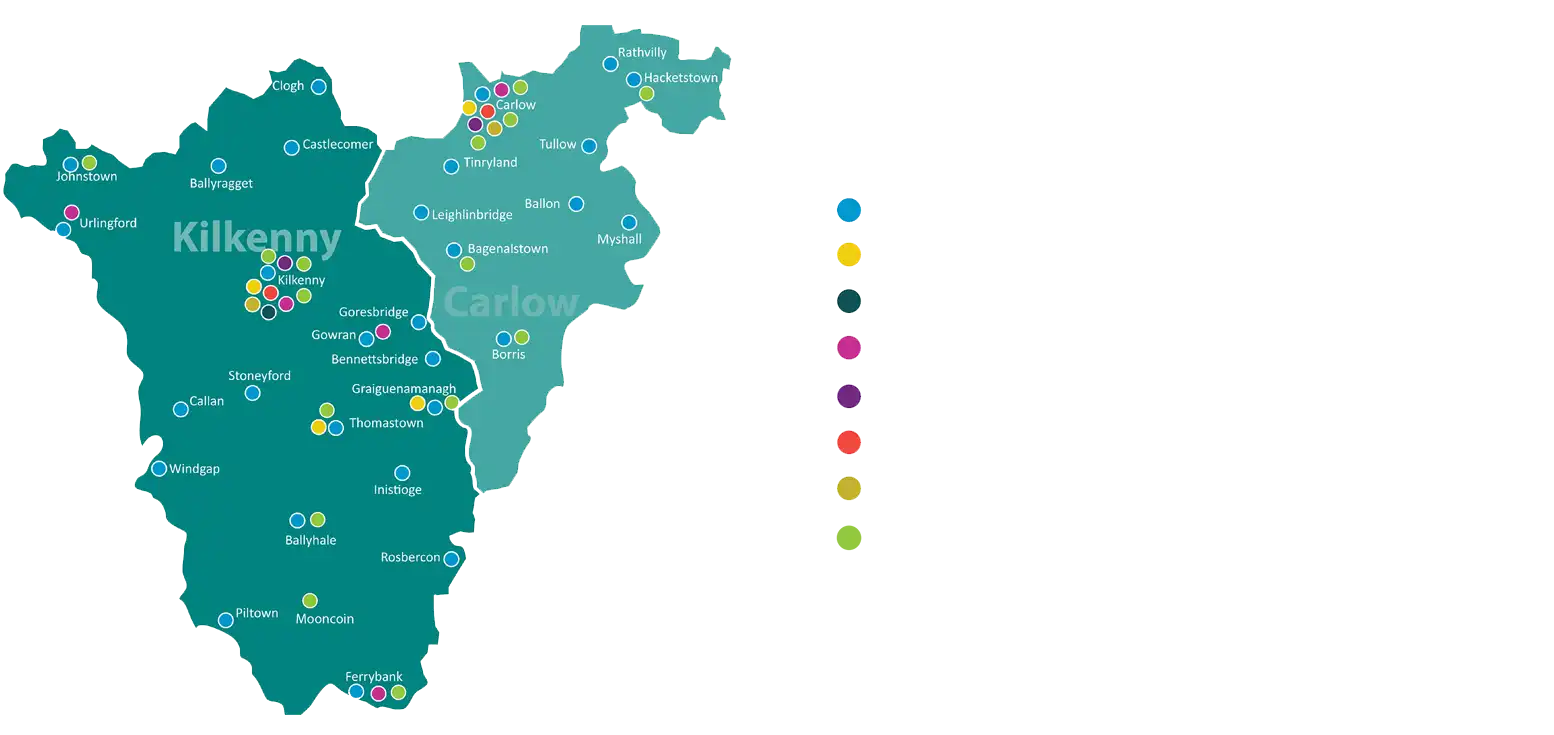 Rathvilly
Hacketstown
Clogh
Carlow
Castlecomer
Tullow
Tinryland
Johnstown
Ballyragget
Ballon
Leighlinbridge
Urlingford
Kilkenny
Myshall
Bagenalstown
Kilkenny
Carlow
Goresbridge
Gowran
Borris
Bennettsbridge
Stoneyford
Graiguenamanagh
Callan
Thomastown
Windgap
Inistioge
Ballyhale
Rosbercon
Piltown
Mooncoin
Ferrybank